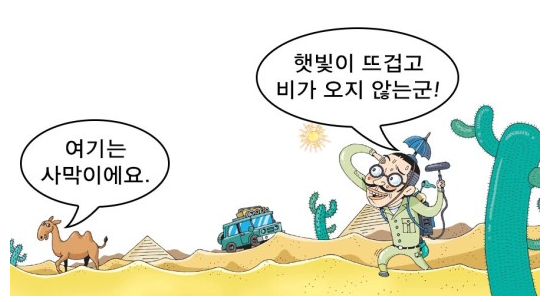 여기는
사막이에요.
햇빛이 뜨겁고
비가 오지 않는군!